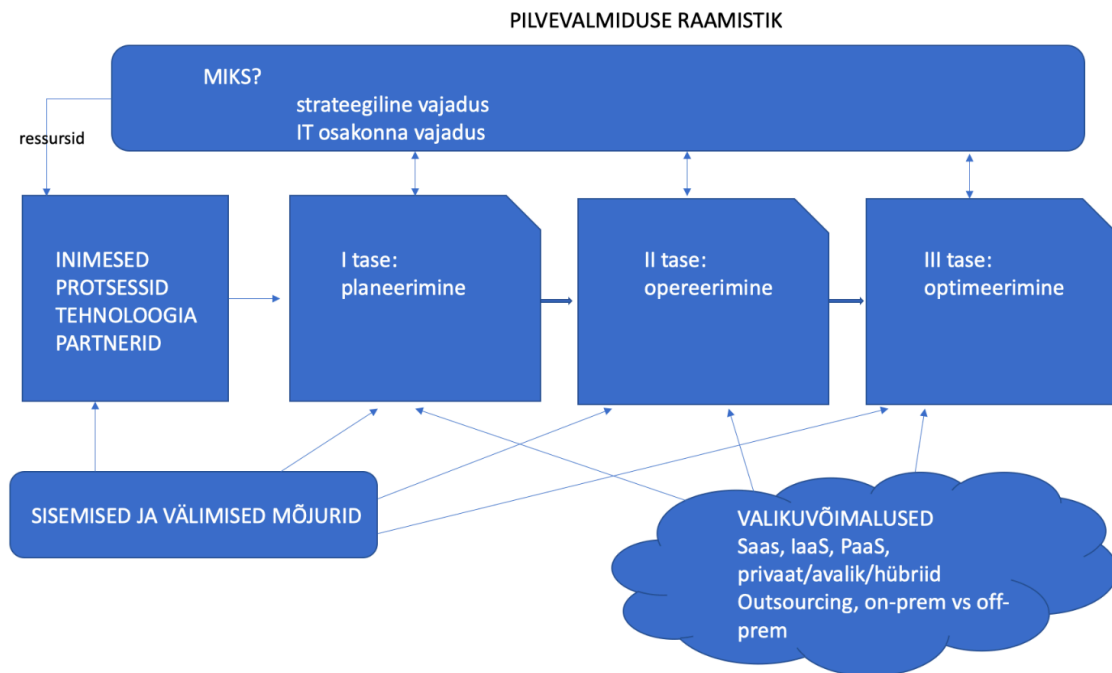 PILVEVALMIDUSE RAAMISTIK
MIKS?
strateegiline vajadus
IT osakonna vajadus
ressursid
INIMESED
PROTSESSID
TEHNOLOOGIA
PARTNERID
I tase:
planeerimine
II tase:
opereerimine
III tase:
optimeerimine
SISEMISED JA VÄLIMISED MÕJURID
VALIKUVÕIMALUSED
Saas, IaaS, PaaS,
privaat/avalik/hübriid
Outsourcing, on-prem vs off-
prem